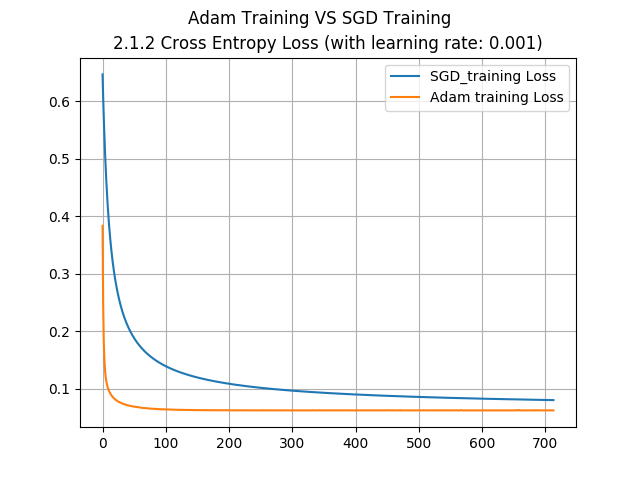 Adam Training VS SGD Training
2.1.2 Cross Entropy Loss (with learning rate: 0.001)
SGD_training Loss
Adam training Loss
0.6
0.5
0.4
0.3
0.2
0.1
0 100 200 300 400 500 600 700